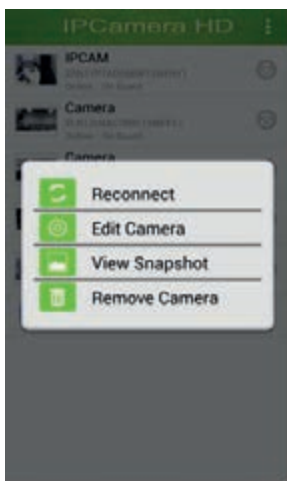 IPCamera HD
IPCAM
Camera
Camera
Reconnect
Edit Camera
View Snapshot
Remove Camera